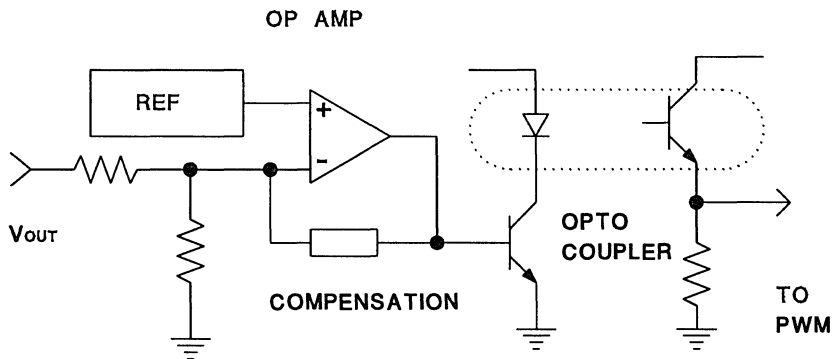 OP AMP
REF
+
-
VOUT
OPTO
COUPLER
COMPENSATION
TO
PWM